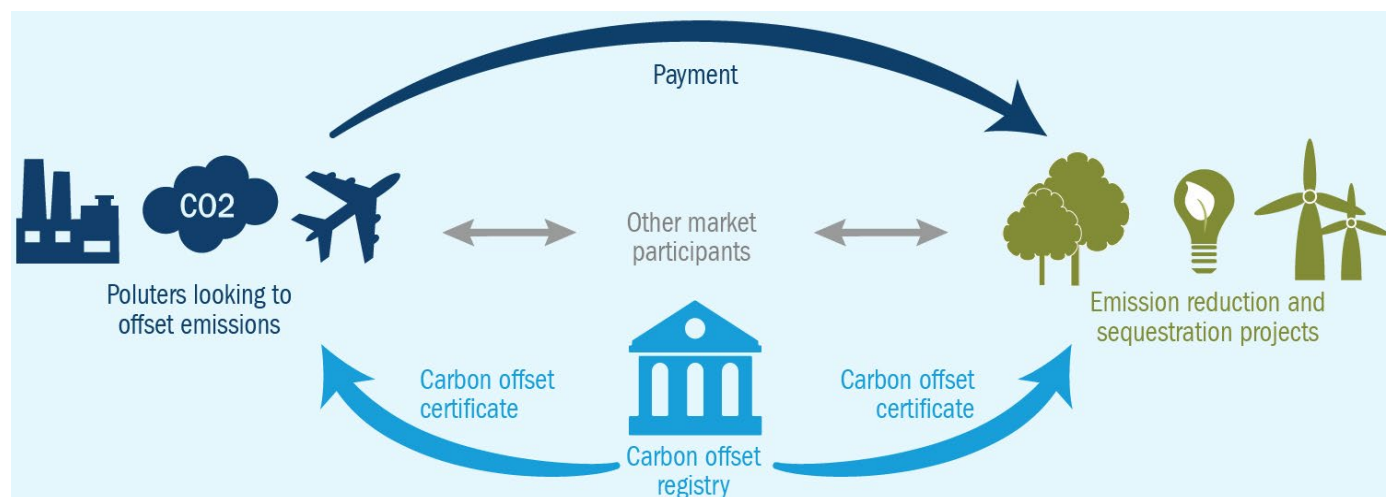 Payment
CO2
Other market
participants
Poluters looking to
offset emissions
Emission reduction and
sequestration projects
Carbon offset
certificate
Carbon offset
certificate
Carbon offset
registry